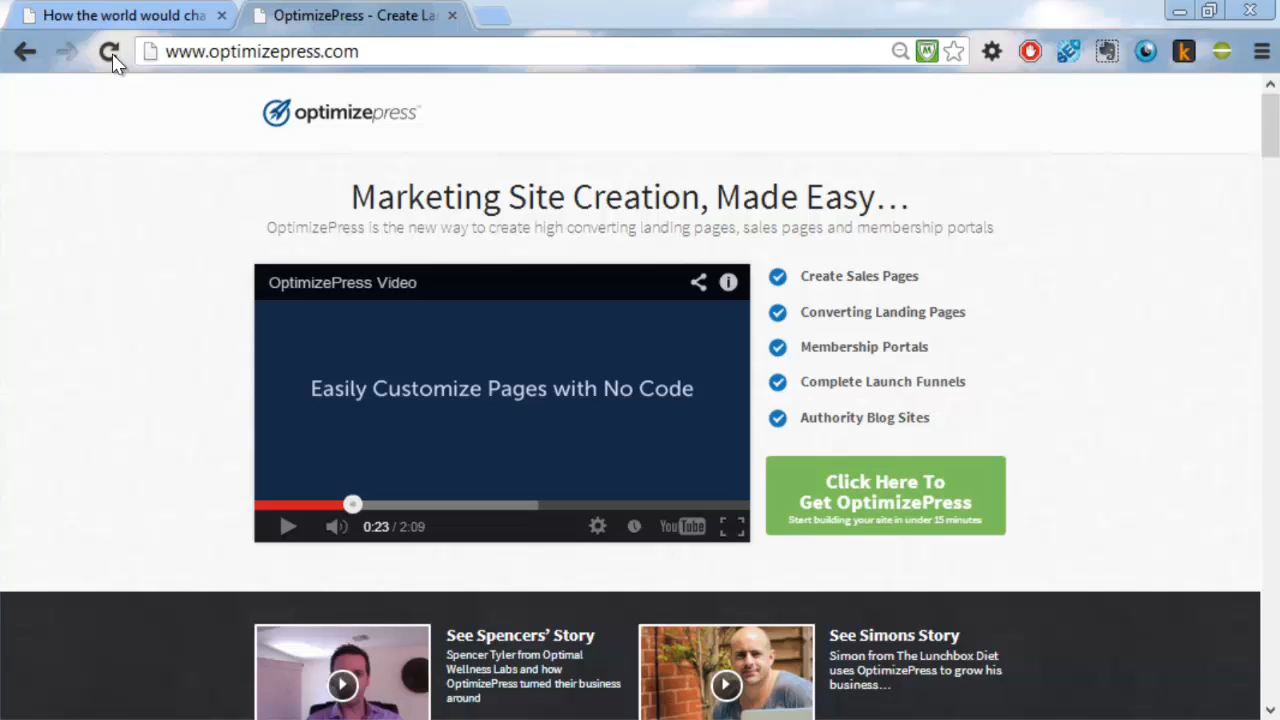 How the world would cha
OptimizePress - Create La
www.optimizepress.com
optimizepress™
Marketing Site Creation, Made Easy…
OptimizePress is the new way to create high converting landing pages, sales pages and membership portals
OptimizePress Video
Easily Customize Pages with No Code
0:23 / 2:09
YouTube
Create Sales Pages
Converting Landing Pages
Membership Portals
Complete Launch Funnels
Authority Blog Sites
Click Here To
Get OptimizePress
Start building your site in under 15 minutes
See Spencers’ Story
Spencer Tyler from Optimal
Wellness Labs and how
OptimizePress turned their business
around
See Simons Story
Simon from The Lunchbox Diet
uses OptimizePress to grow his
business…